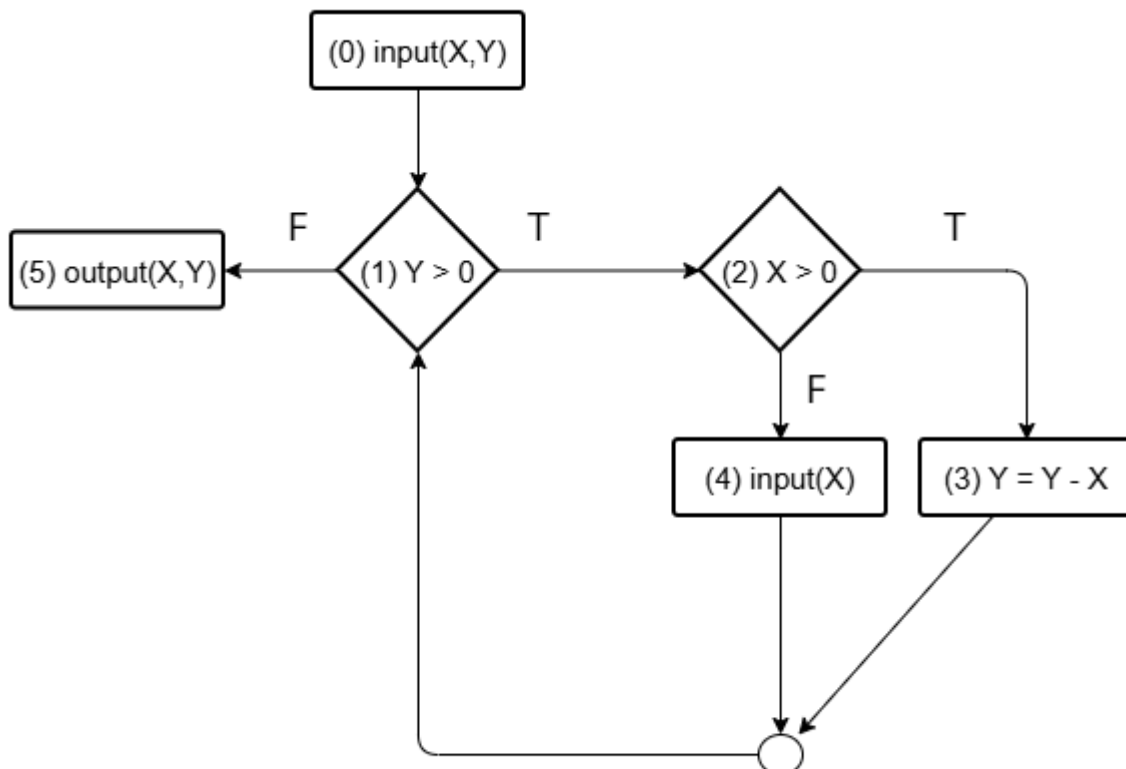 (0) input(X,Y)
F
T
T
(5) output(X,Y)
(1) Y > 0
(2) X > 0
F
(4) input(X)
(3) Y = Y - X